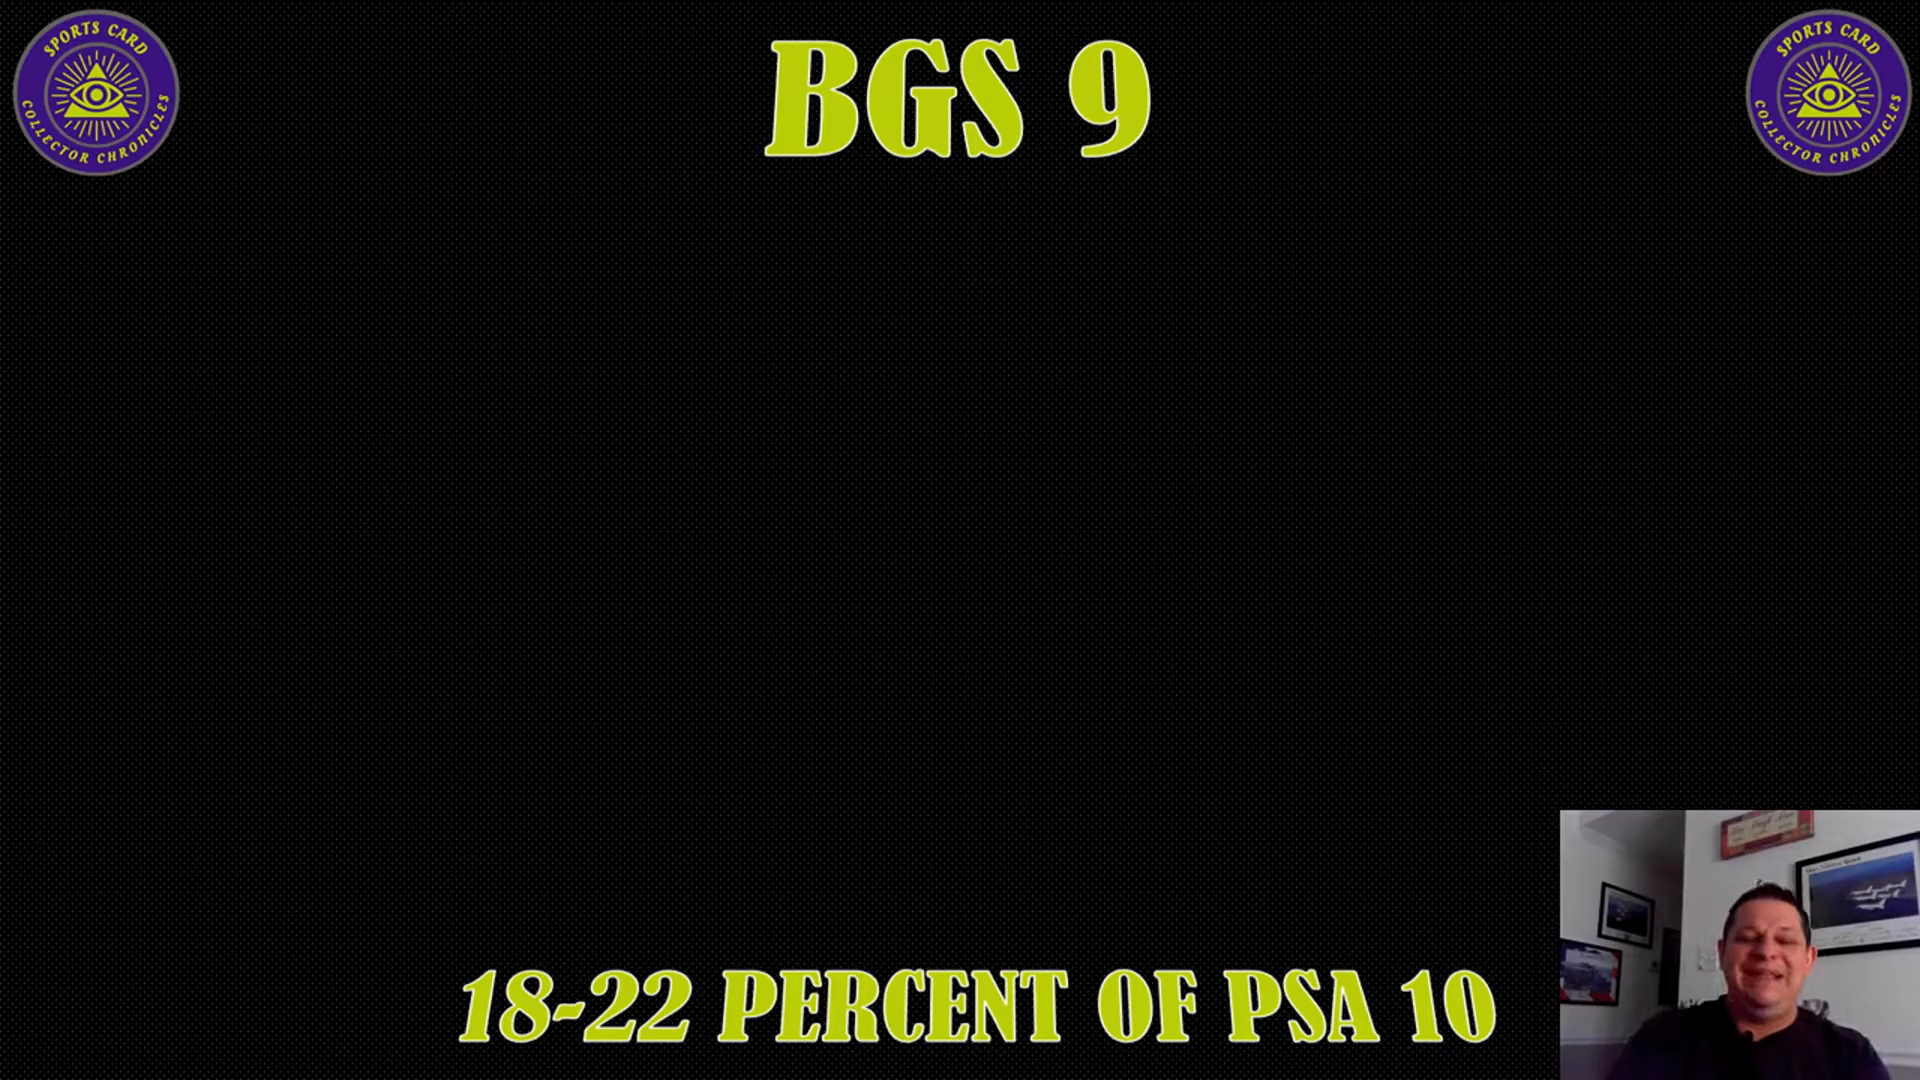 SPORTS CARD
COLLECTOR CHRONICLES
BGS 9
SPORTS CARD
COLLECTOR CHRONICLES
18-22 PERCENT OF PSA 10